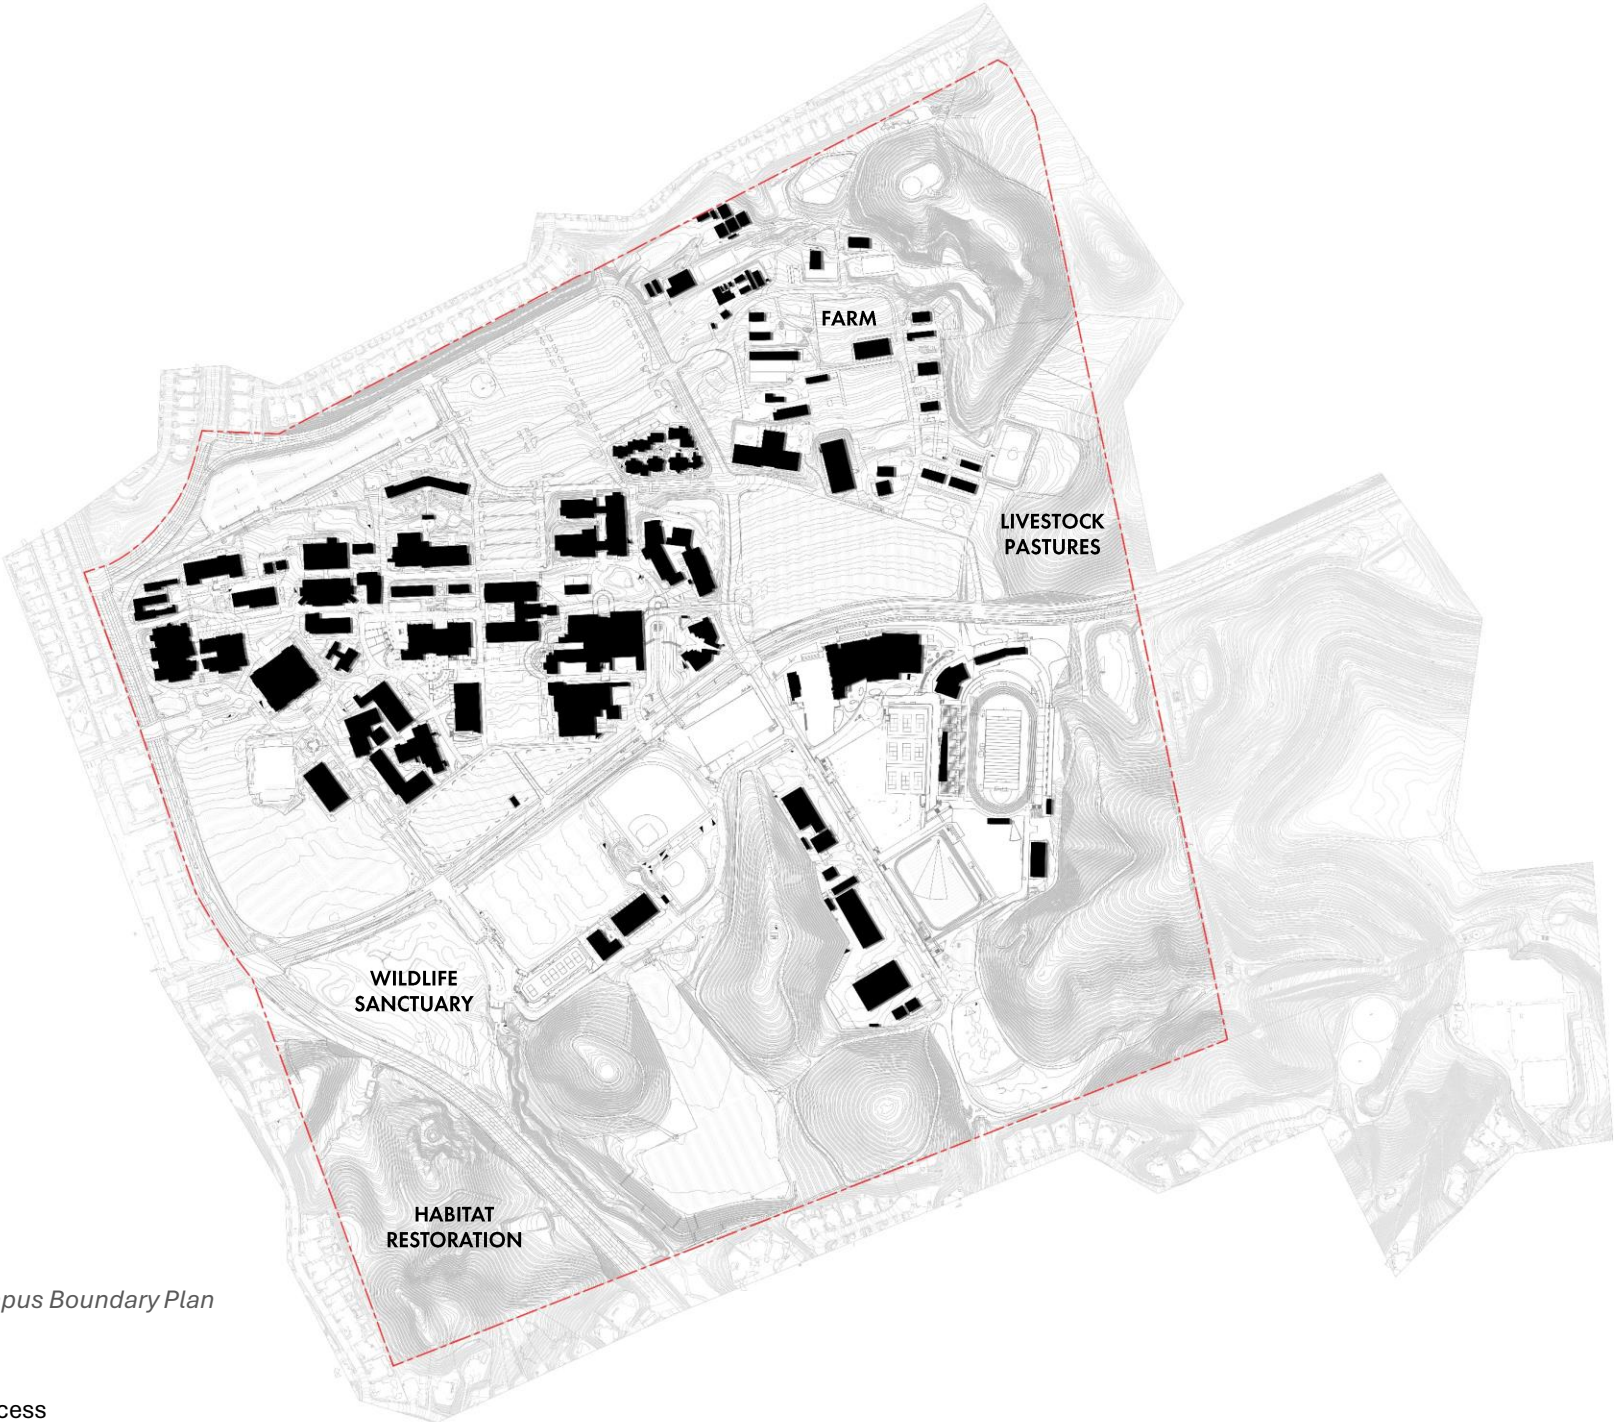 FARM
LIVESTOCK
PASTURES
WILDLIFE
SANCTUARY
HABITAT
RESTORATION
pus Boundary Plan
cess